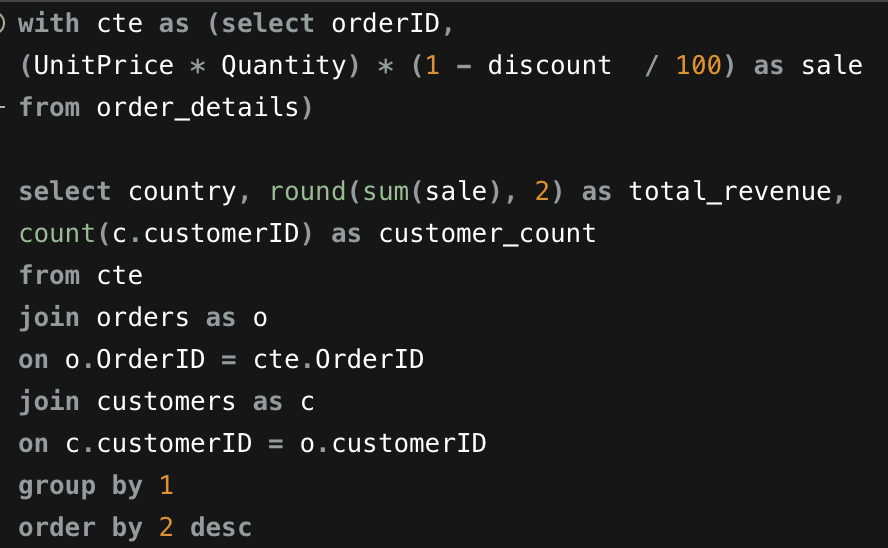 with cte as (select orderID,
(UnitPrice * Quantity) * (1 - discount  / 100) as sale
from order_details)
select country, round(sum(sale), 2) as total_revenue,
count(c.customerID) as customer_count
from cte
join orders as o
on o.OrderID = cte.OrderID
join customers as c
on c.customerID = o.customerID
group by 1
order by 2 desc